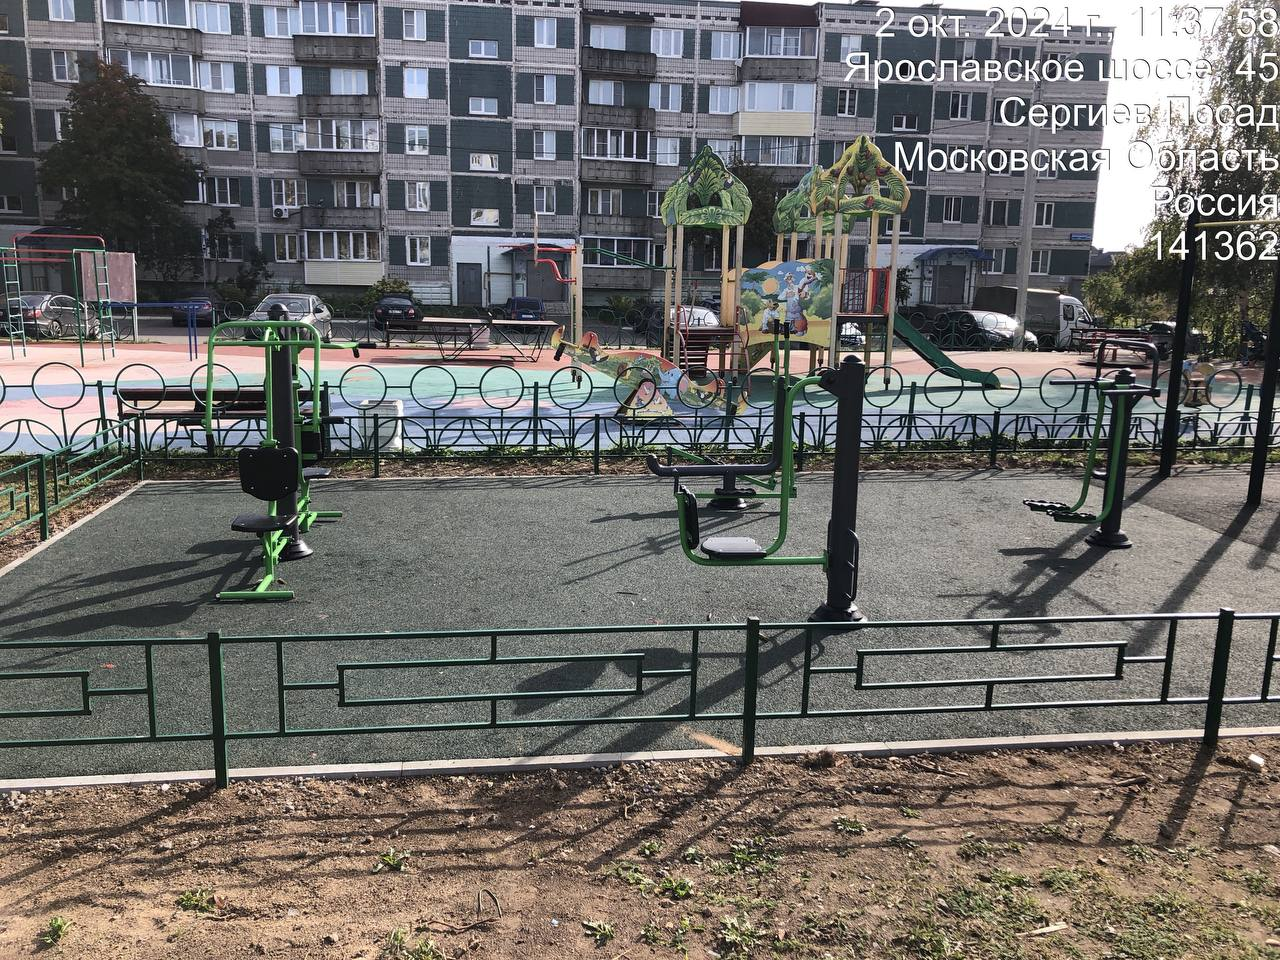 2 окт. 2024 г., 11:37:58
Ярославское шоссе, 45
Сергиев Посад
Московская Область
Россия
141362